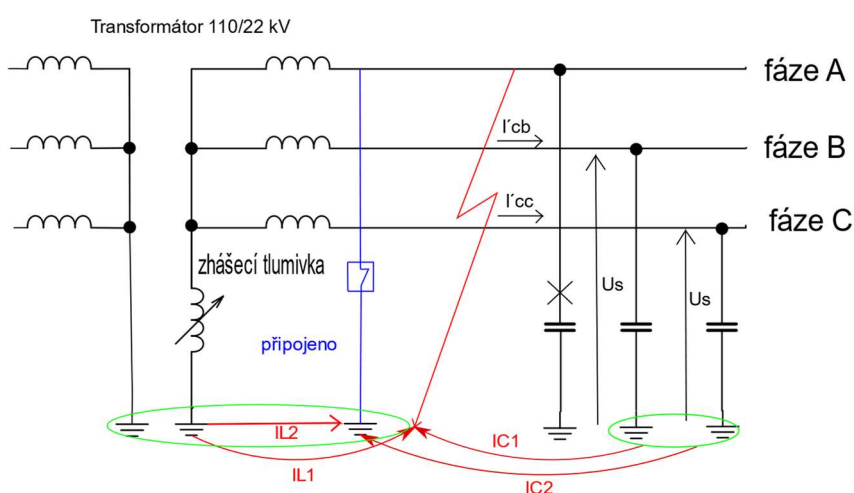 Transformátor 110/22 kV
fáze A
I´cb
fáze B
I´cc
fáze C
zhášecí tlumivka
Us
Us
připojeno
IL2
IC1
IL1
IC2